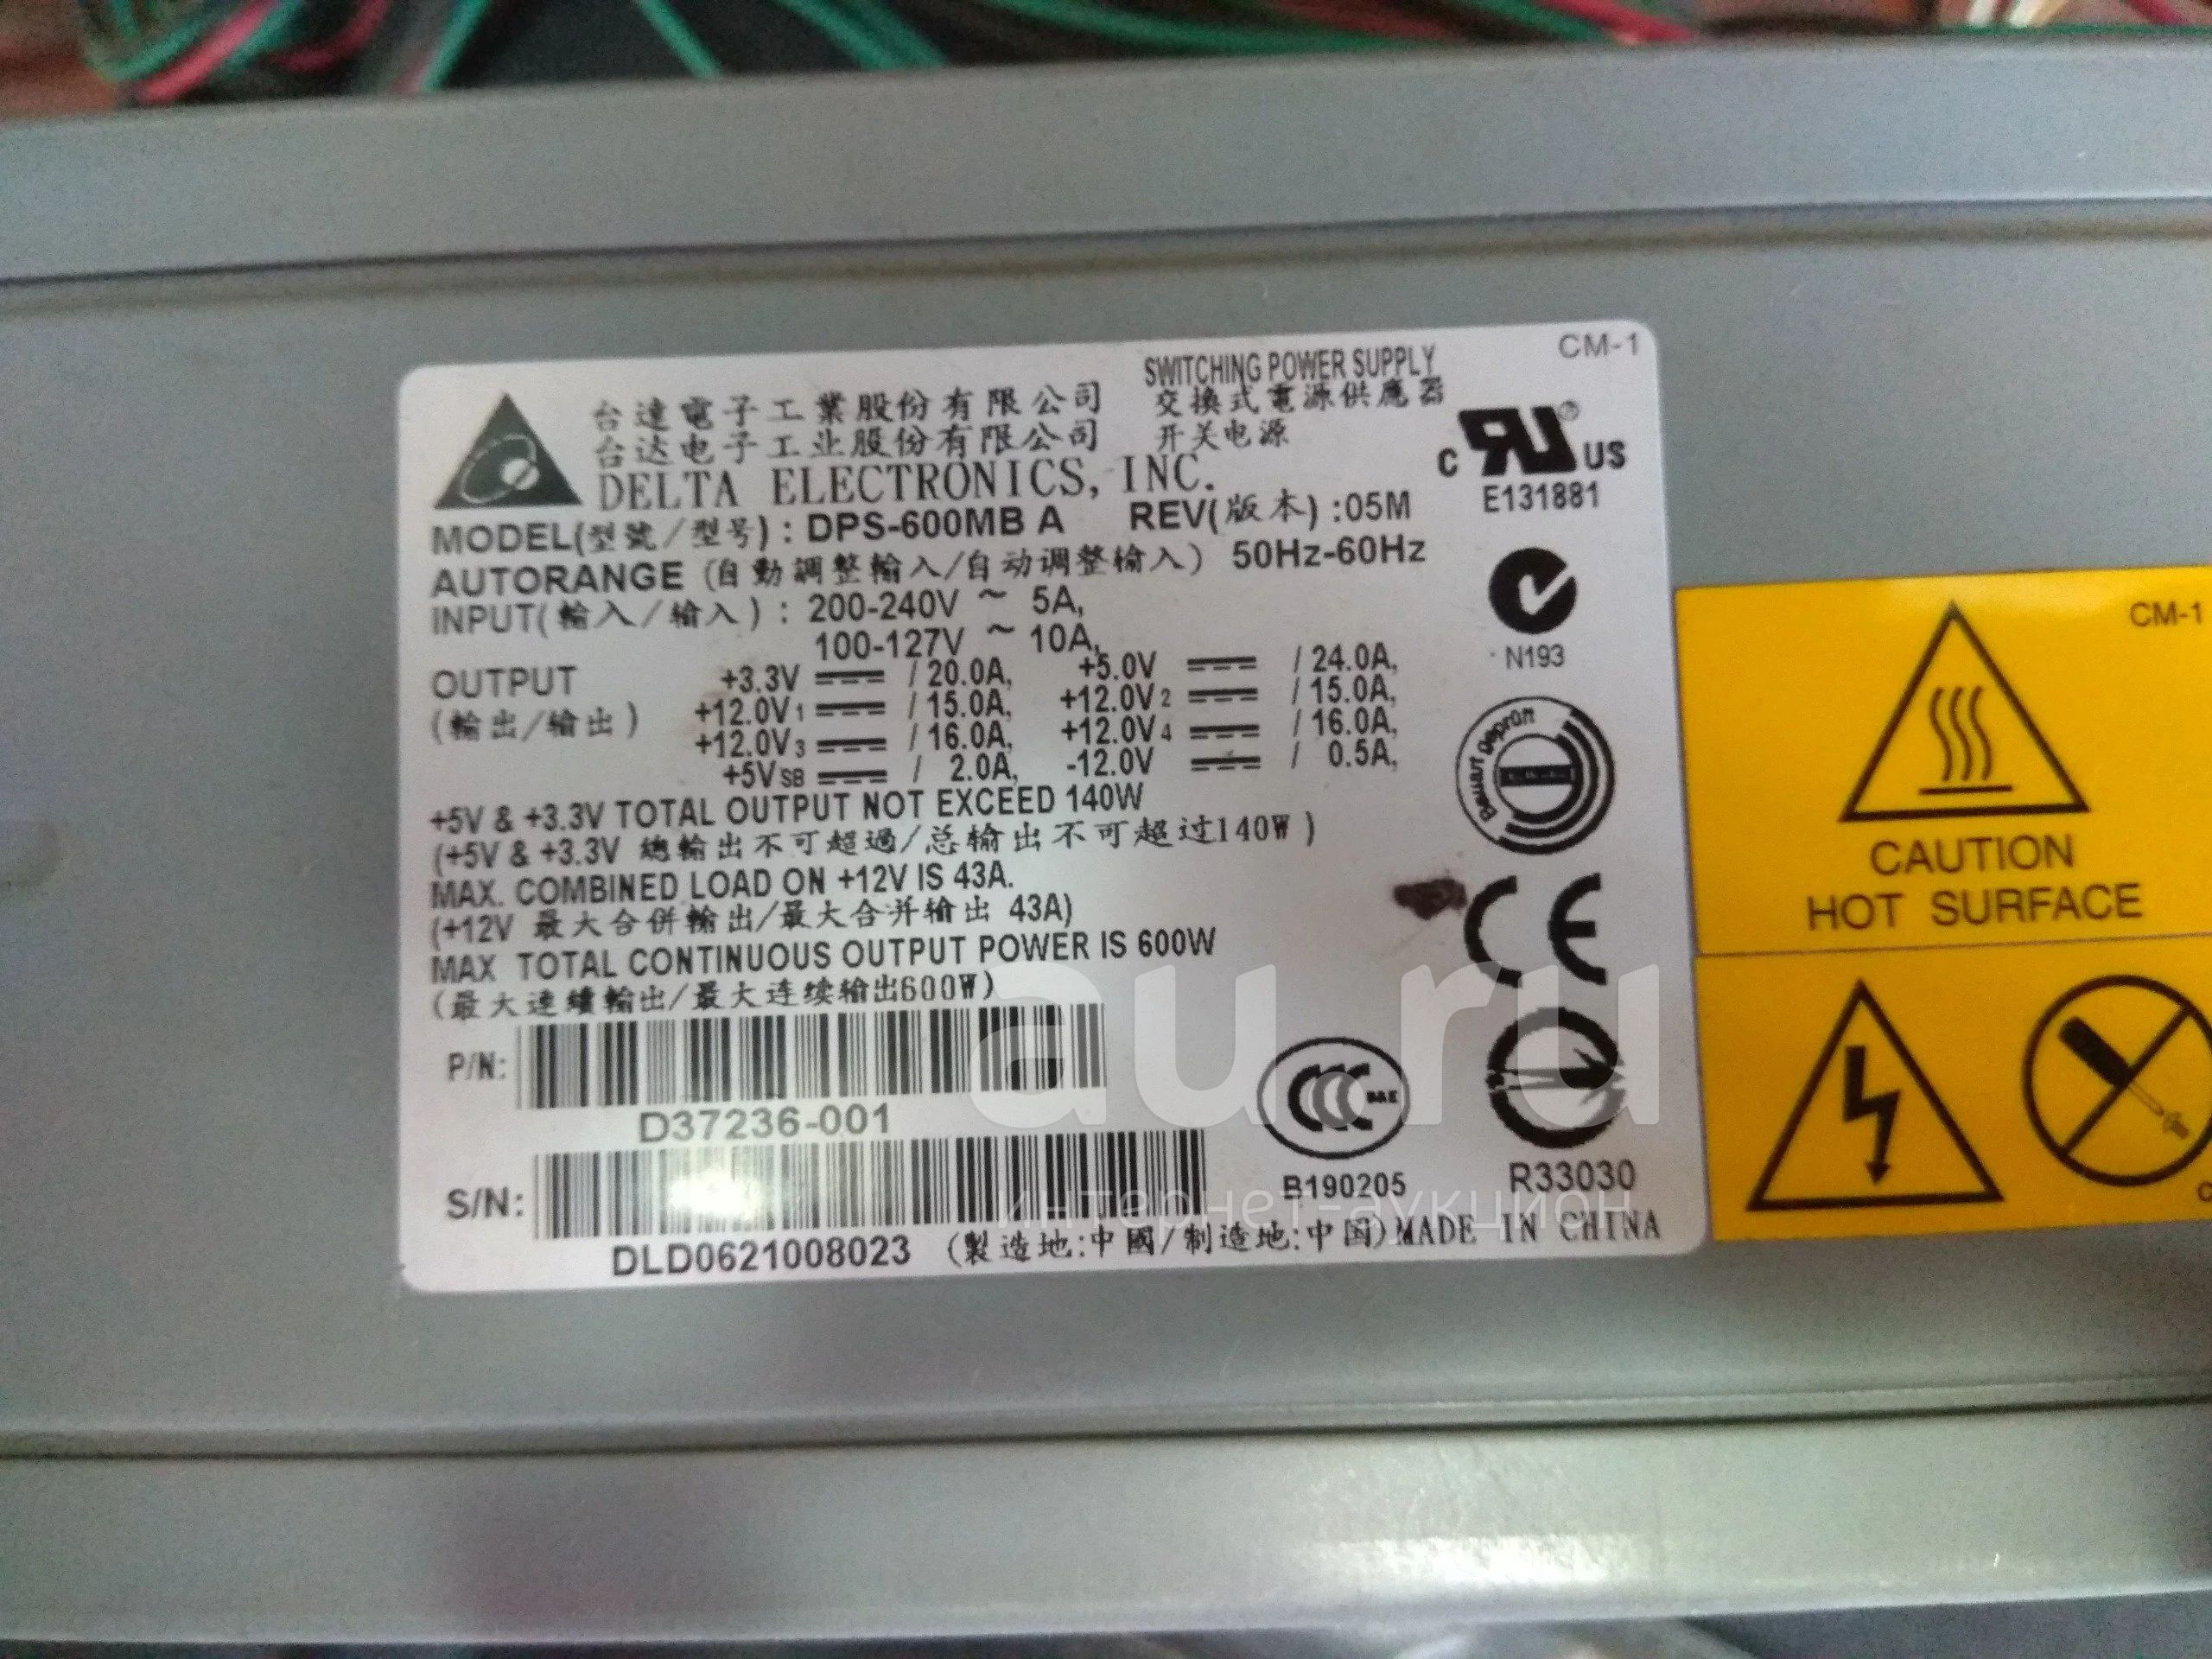 CM-1
SWITCHING POWER SUPPLY
台達電子工業股份有限公司 交換式電源供應器
台达电子工业股份有限公司 开关电源
DELTA ELECTRONICS, INC.
MODEL(型號/型号) : DPS-600MB A REV(版本) :05M
AUTORANGE (自動調整輸入/自动调整输入) 50Hz-60Hz
INPUT(輸入/输入) : 200-240V ~ 5A,
100-127V ~ 10A,
OUTPUT +3.3V / 20.0A, +5.0V / 24.0A,
(輸出/输出) +12.0V1 / 15.0A, +12.0V2 / 15.0A,
+12.0V3 / 16.0A, +12.0V4 / 16.0A,
+5VSB / 2.0A, -12.0V / 0.5A,
+5V & +3.3V TOTAL OUTPUT NOT EXCEED 140W
(+5V & +3.3V 總輸出不可超過/总输出不可超过140W)
MAX. COMBINED LOAD ON +12V IS 43A.
(+12V 最大合併輸出/最大合并输出 43A)
MAX TOTAL CONTINUOUS OUTPUT POWER IS 600W
(最大連續輸出/最大连续输出600W)
P/N:
D37236-001
S/N:
DLD0621008023 (製造地:中國/制造地:中国)MADE IN CHINA
C RU® US
E131881
N193
Bauart geprüft
CE
CCC S&E
B190205
R33030
CM-1
CAUTION
HOT SURFACE
au.ru
интернет-аукцион